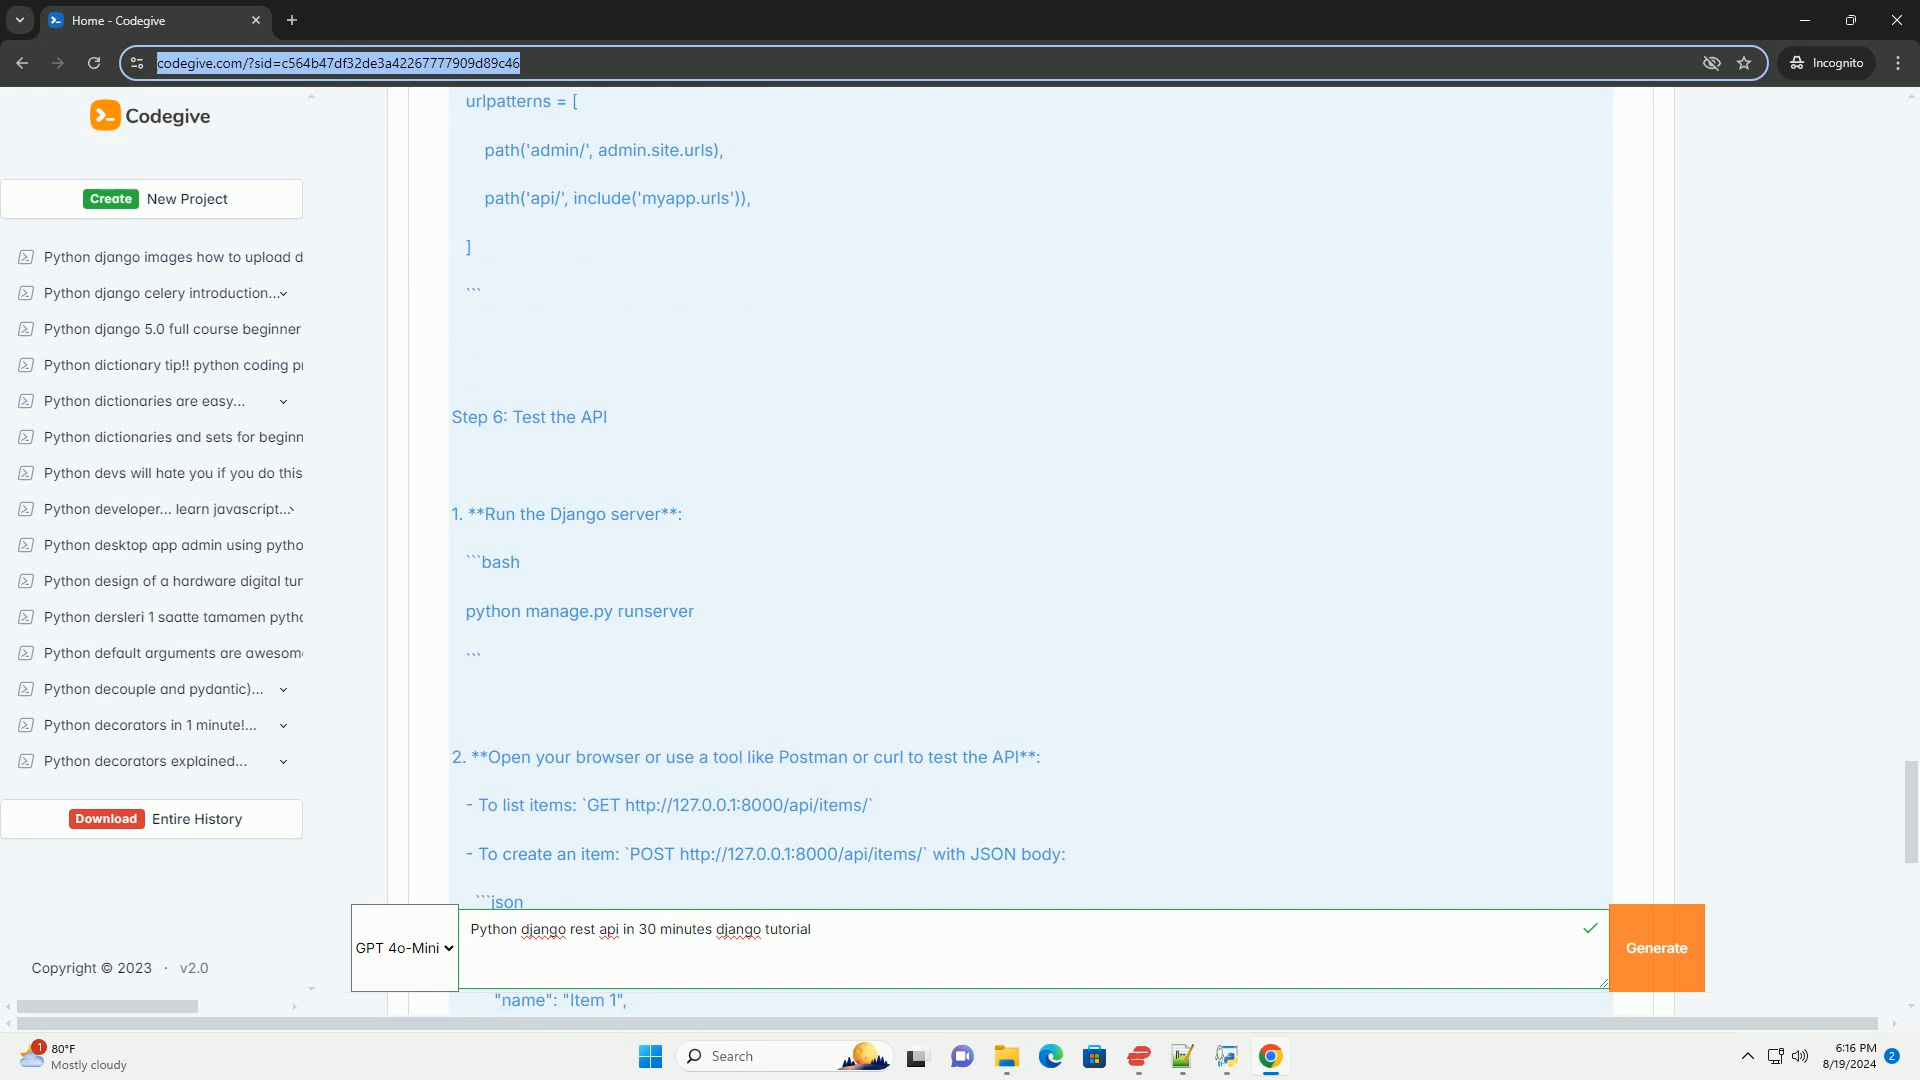 Home - Codegive
codegive.com/?sid=c564b47df32de3a42267777909d89c46
Incognito
Codegive
Create New Project
Python django images how to upload d
Python django celery introduction...
Python django 5.0 full course beginner
Python dictionary tip!! python coding pr
Python dictionaries are easy...
Python dictionaries and sets for beginn
Python devs will hate you if you do this
Python developer... learn javascript...
Python desktop app admin using pytho
Python design of a hardware digital tur
Python dersleri 1 saatte tamamen pytho
Python default arguments are awesome
Python decouple and pydantic)...
Python decorators in 1 minute!...
Python decorators explained...
Download Entire History
Copyright © 2023 · v2.0
urlpatterns = [
path('admin/', admin.site.urls),
path('api/', include('myapp.urls')),
]
```
Step 6: Test the API
1. **Run the Django server**:
```bash
python manage.py runserver
```
2. **Open your browser or use a tool like Postman or curl to test the API**:
- To list items: `GET http://127.0.0.1:8000/api/items/`
- To create an item: `POST http://127.0.0.1:8000/api/items/` with JSON body:
```json
GPT 4o-Mini
Python django rest api in 30 minutes django tutorial
Generate
"name": "Item 1",
1
80°F
Mostly cloudy
Search
6:16 PM
8/19/2024
2